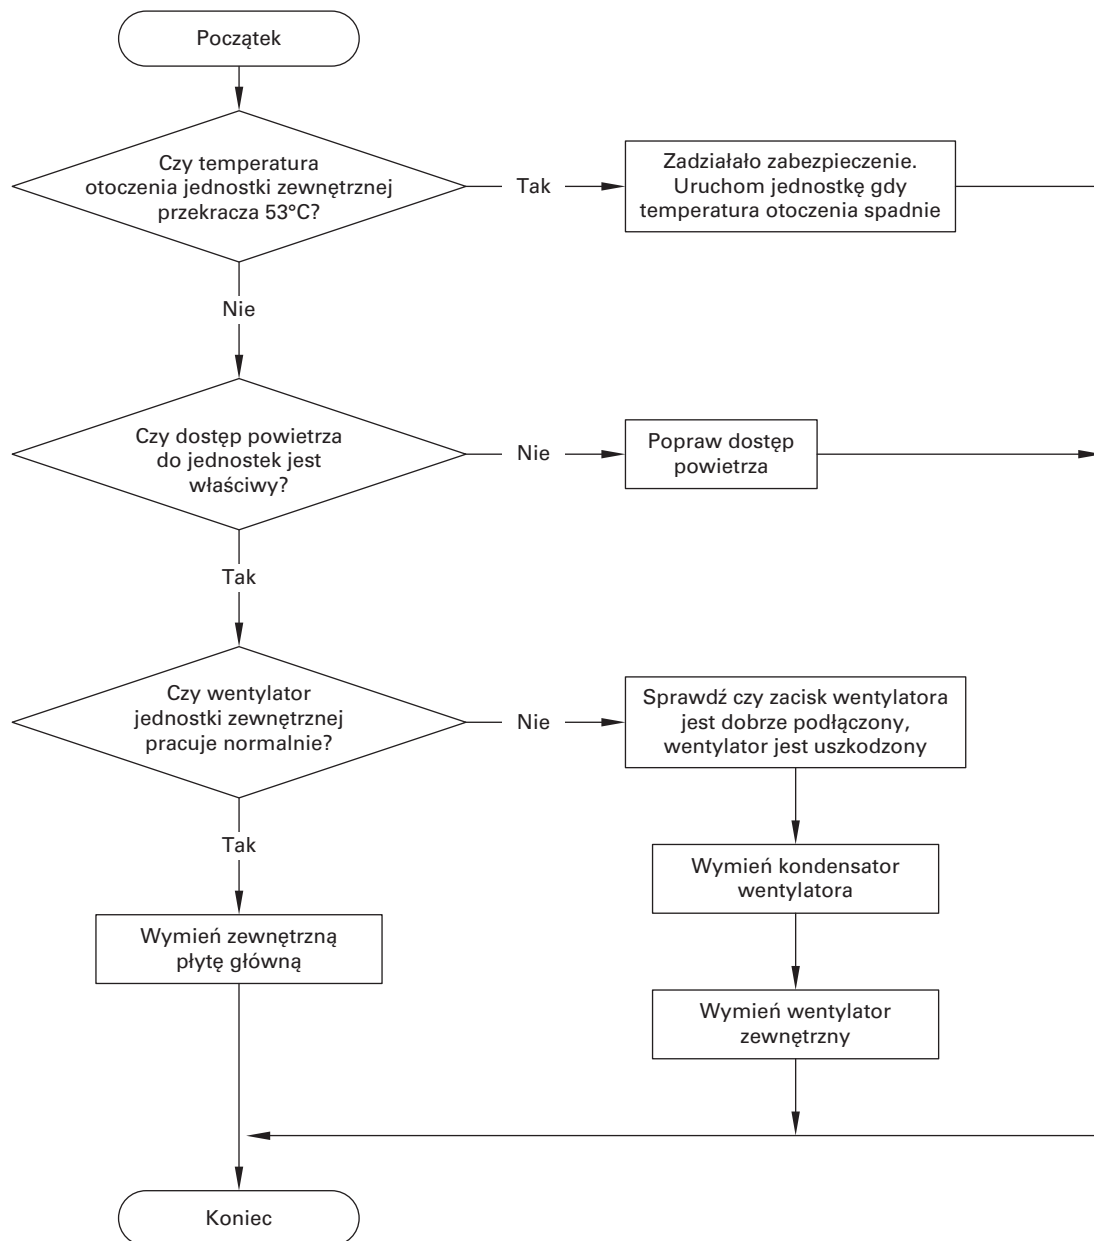 Początek
Czy temperatura
otoczenia jednostki zewnętrznej
przekracza 53°C?
Tak
Zadziałało zabezpieczenie.
Uruchom jednostkę gdy
temperatura otoczenia spadnie
Nie
Czy dostęp powietrza
do jednostek jest
właściwy?
Nie
Popraw dostęp
powietrza
Tak
Czy wentylator
jednostki zewnętrznej
pracuje normalnie?
Nie
Sprawdź czy zacisk wentylatora
jest dobrze podłączony,
wentylator jest uszkodzony
Tak
Wymień kondensator
wentylatora
Wymień zewnętrzną
płytę główną
Wymień wentylator
zewnętrzny
Koniec